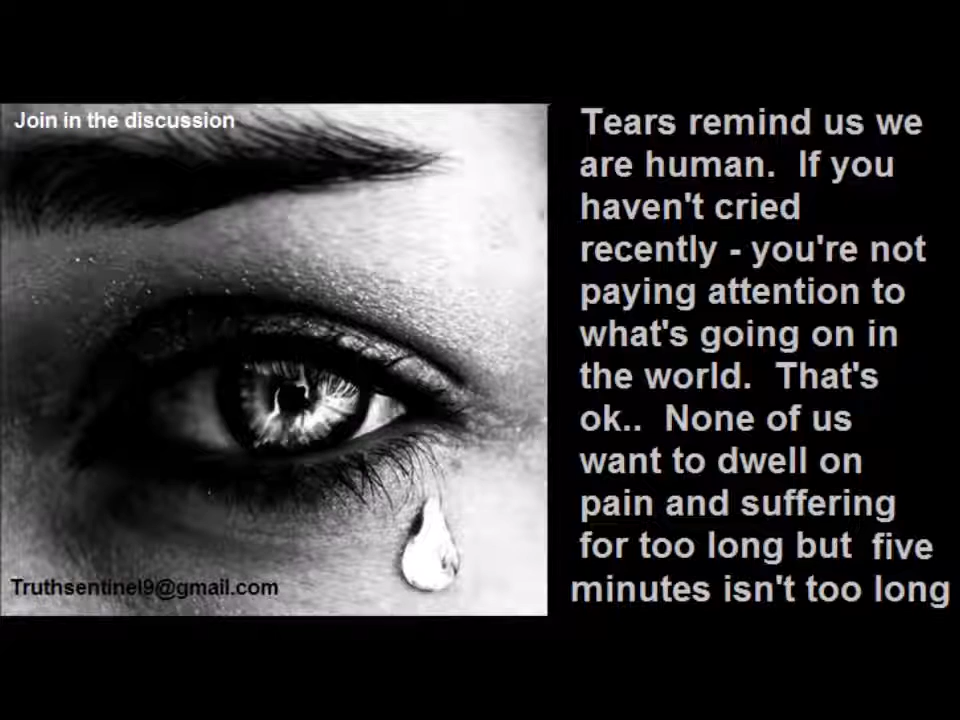 Join in the discussion
Truthsentinel9@gmail.com
Tears remind us we
are human.  If you
haven't cried
recently - you're not
paying attention to
what's going on in
the world.  That's
ok..  None of us
want to dwell on
pain and suffering
for too long but  five
minutes isn't too long